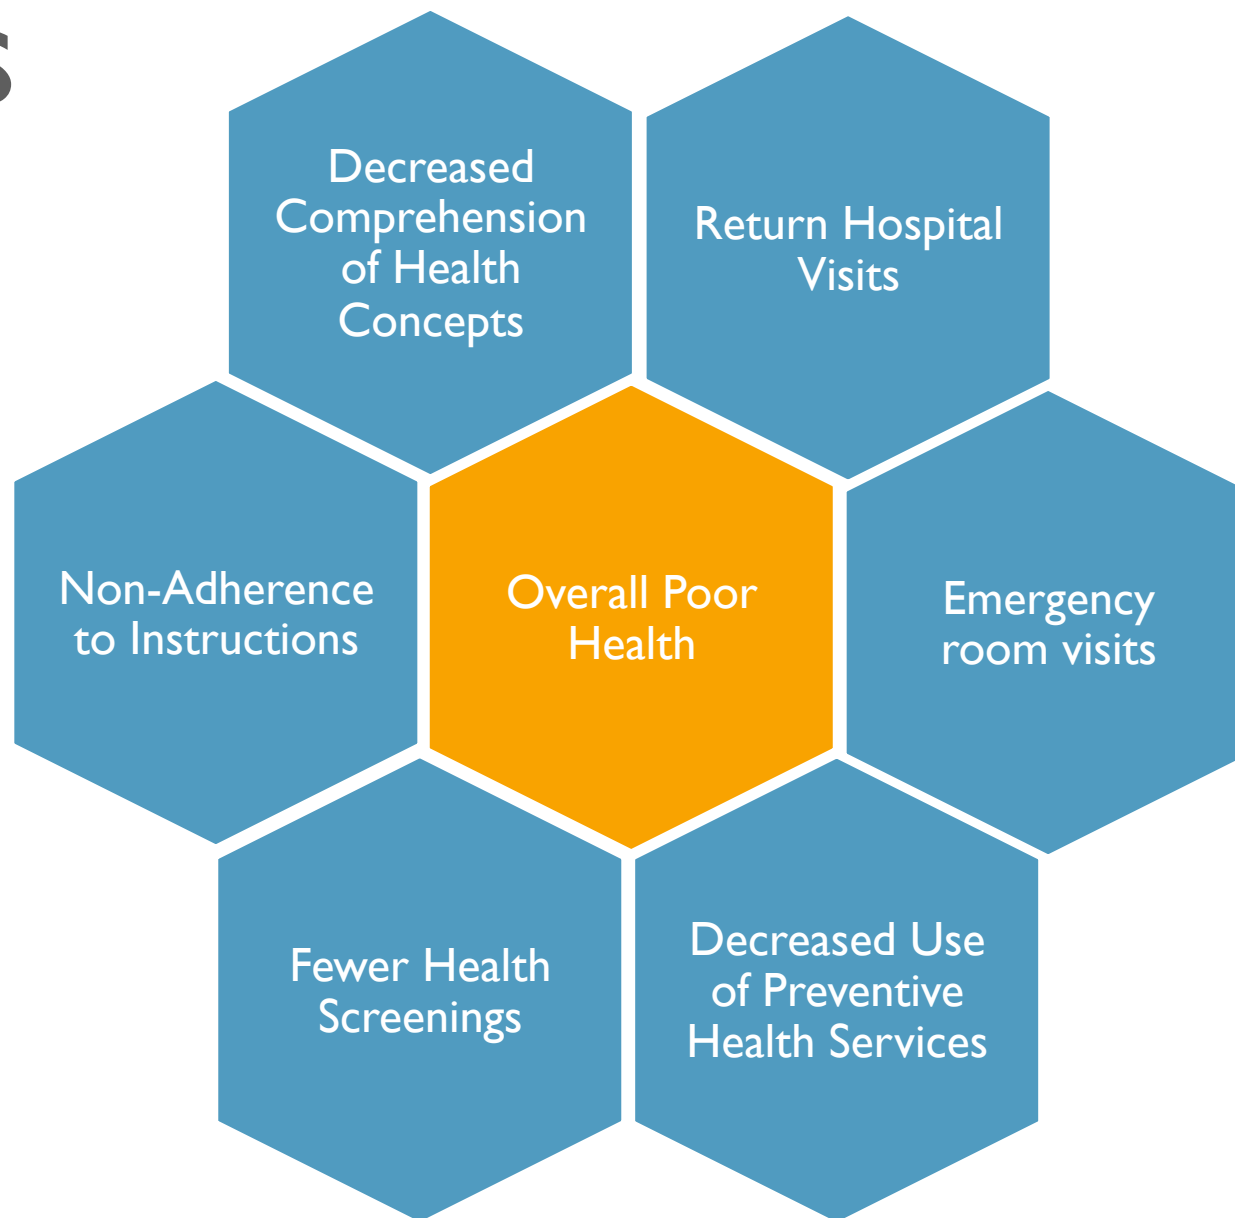 s
Decreased
Comprehension
of Health
Concepts
Return Hospital
Visits
Non-Adherence
to Instructions
Overall Poor
Health
Emergency
room visits
Fewer Health
Screenings
Decreased Use
of Preventive
Health Services